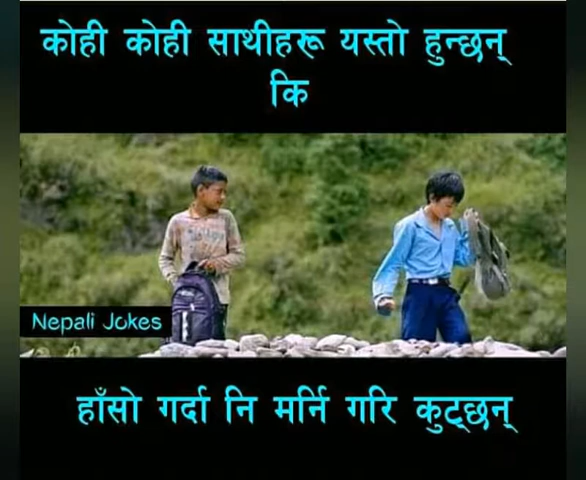 कोही कोही साथीहरू यस्तो हुन्छन्
कि
Nepali Jokes
हाँसो गर्दा नि मर्नि गरि कुट्छन्